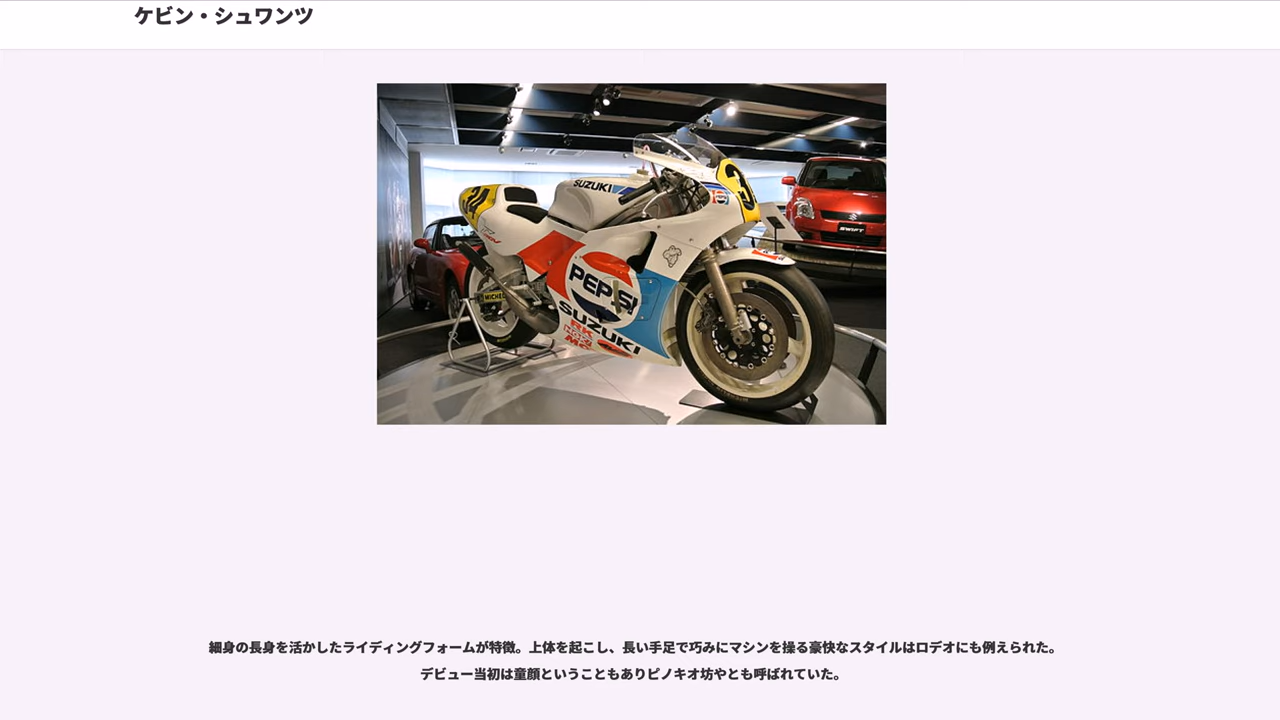 ケビン・シュワンツ
SUZUKI
34
3
PEPSI
SUZUKI
RK
SWIFT
MICHEL
細身の長身を活かしたライディングフォームが特徴。上体を起こし、長い手足で巧みにマシンを操る豪快なスタイルはロデオにも例えられた。
デビュー当初は童顔ということもありピノキオ坊やとも呼ばれていた。